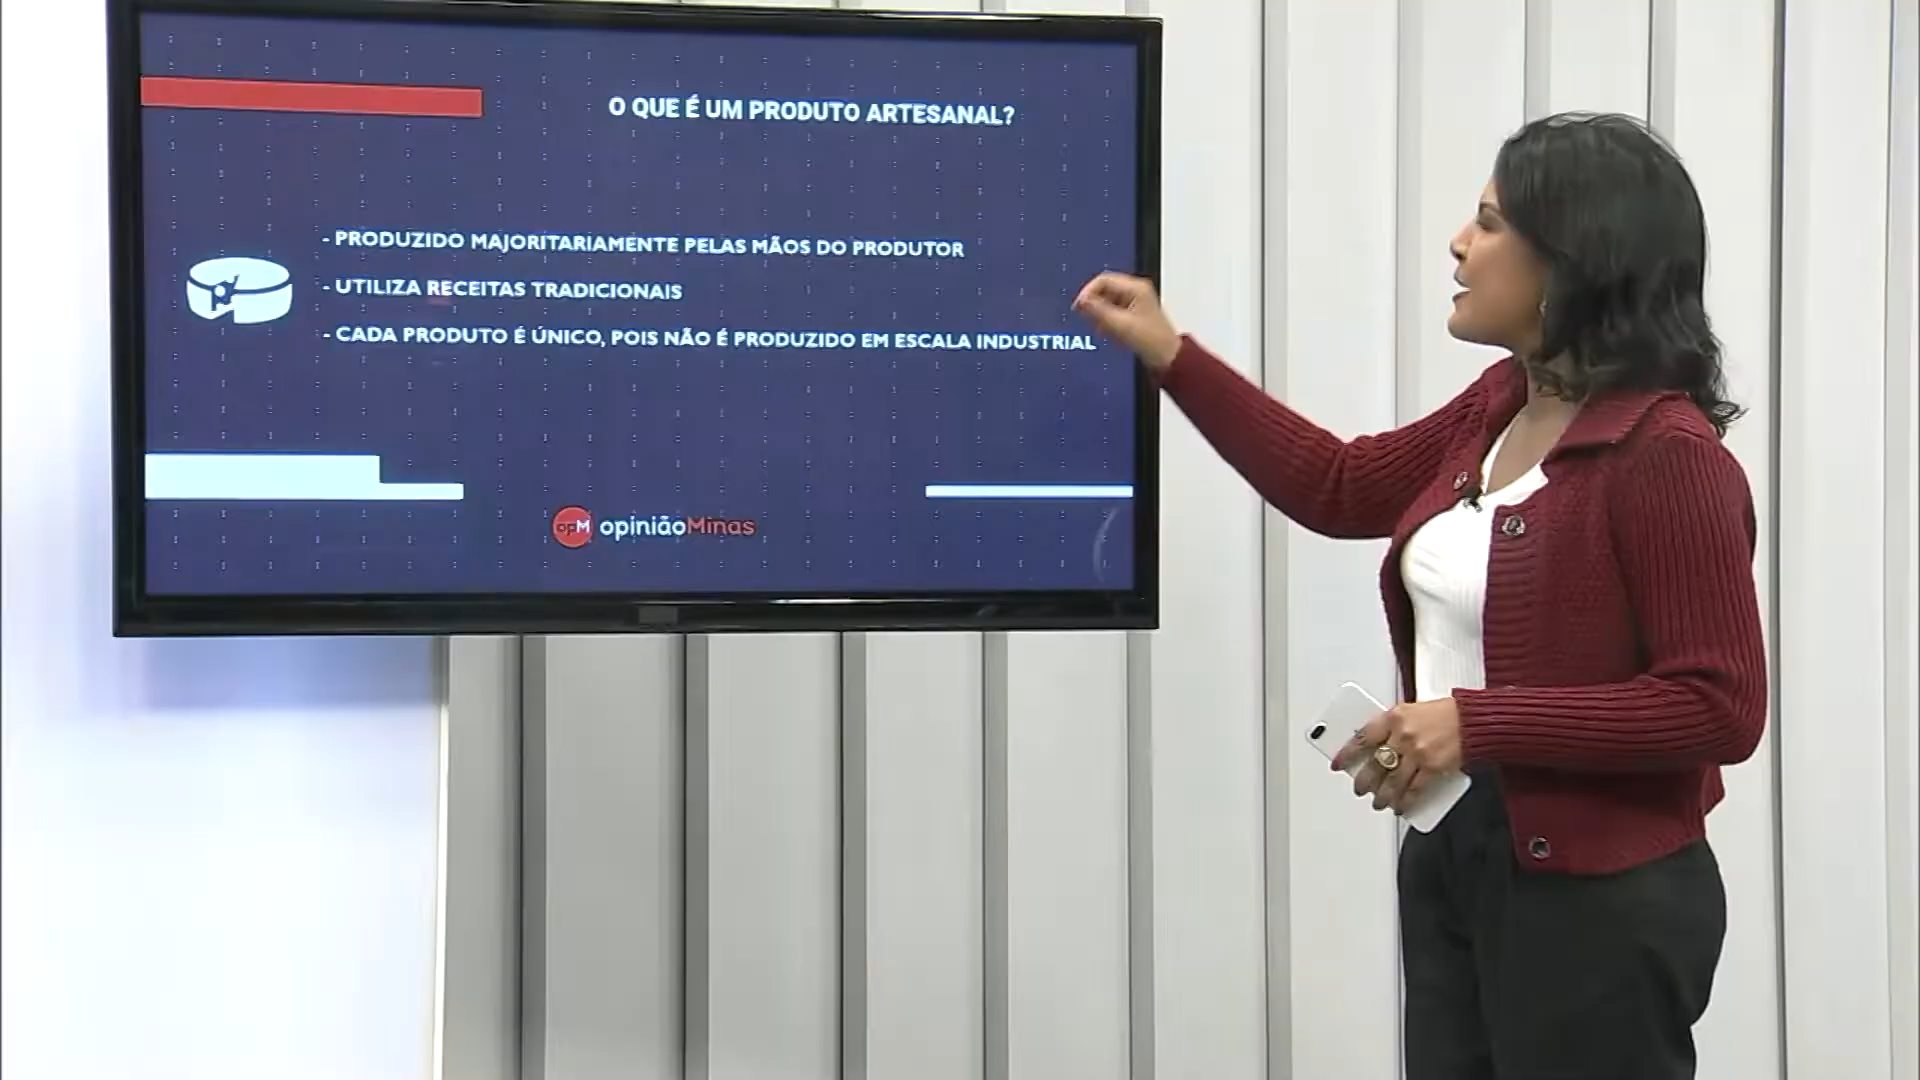 O QUE É UM PRODUTO ARTESANAL?
- PRODUZIDO MAJORITARIAMENTE PELAS MÃOS DO PRODUTOR
- UTILIZA RECEITAS TRADICIONAIS
- CADA PRODUTO É ÚNICO, POIS NÃO É PRODUZIDO EM ESCALA INDUSTRIAL
opM opiniãoMinas